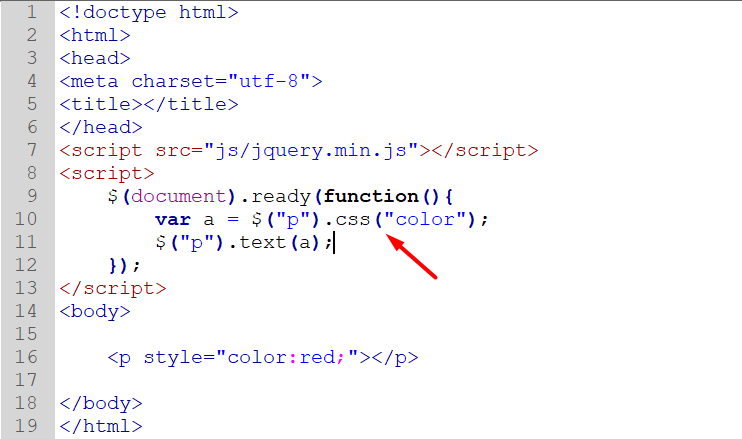 1 <!doctype html>
2 <html>
3 <head>
4 <meta charset="utf-8">
5 <title></title>
6 </head>
7 <script src="js/jquery.min.js"></script>
8 <script>
9     $(document).ready(function(){
10         var a = $("p").css("color");
11         $("p").text(a);
12     });
13 </script>
14 <body>
15
16     <p style="color:red;"></p>
17
18 </body>
19 </html>